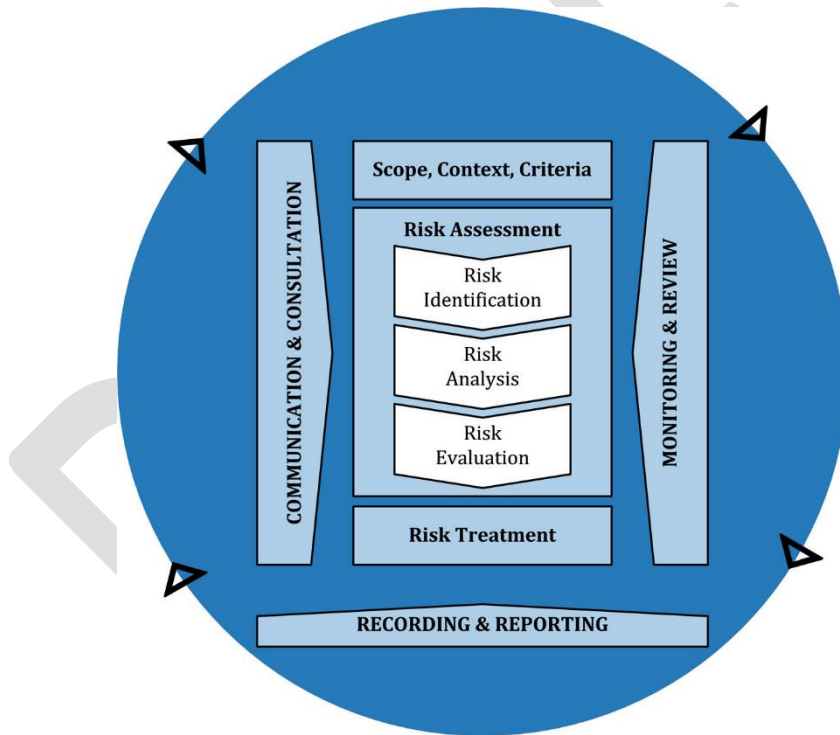 Scope, Context, Criteria
COMMUNICATION & CONSULTATION
Risk Assessment
Risk
Identification
Risk
Analysis
Risk
Evaluation
MONITORING & REVIEW
Risk Treatment
RECORDING & REPORTING